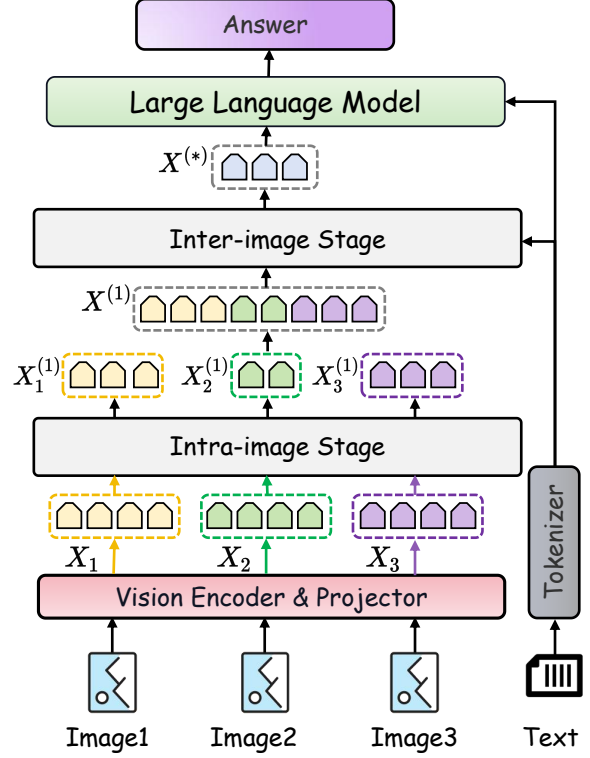 Answer
Large Language Model
X^{(*)}
Inter-image Stage
X^{(1)}
X_1^{(1)} X_2^{(1)} X_3^{(1)}
Intra-image Stage
X_1 X_2 X_3
Vision Encoder & Projector
Tokenizer
Image1 Image2 Image3 Text